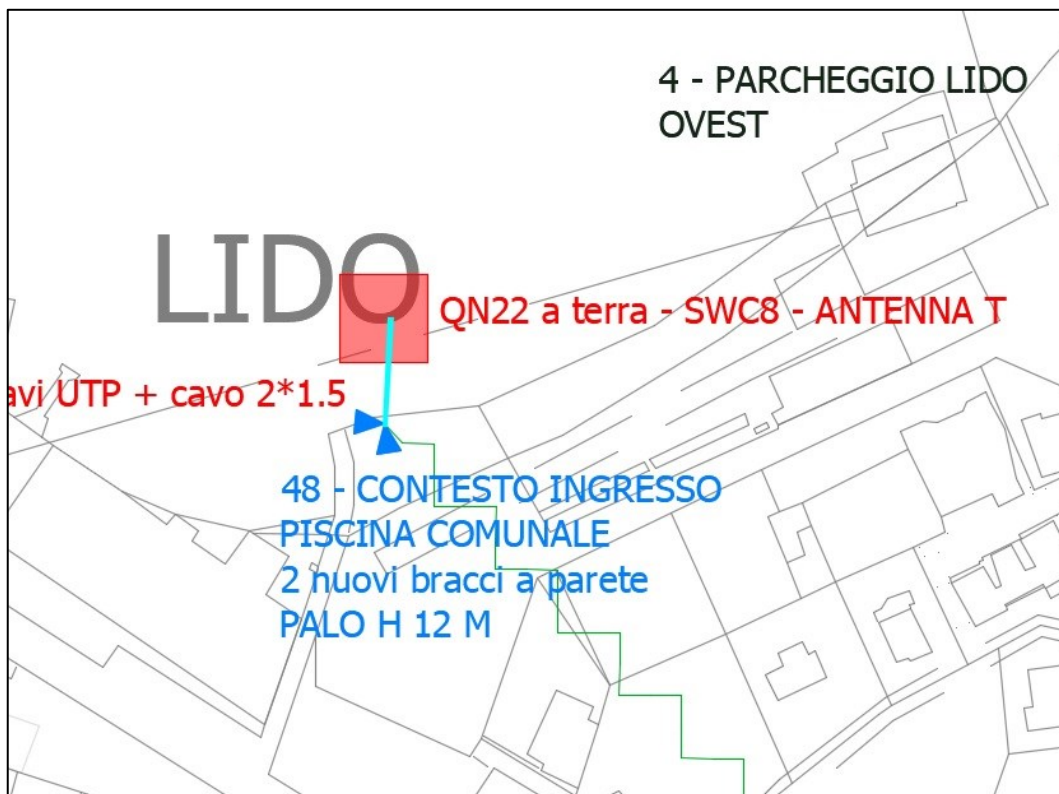 4 - PARCHEGGIO LIDO
OVEST
LIDO
QN22 a terra - SWC8 - ANTENNA T
avi UTP + cavo 2*1.5
48 - CONTESTO INGRESSO
PISCINA COMUNALE
2 nuovi bracci a parete
PALO H 12 M